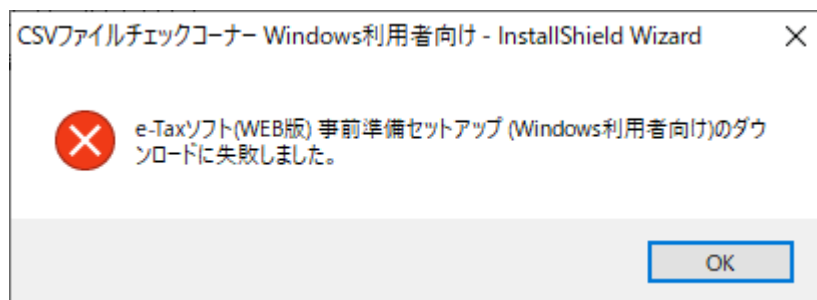 CSVファイルチェックコーナー Windows利用者向け - InstallShield Wizard
e-Taxソフト(WEB版) 事前準備セットアップ (Windows利用者向け)のダウ
ンロードに失敗しました。
OK